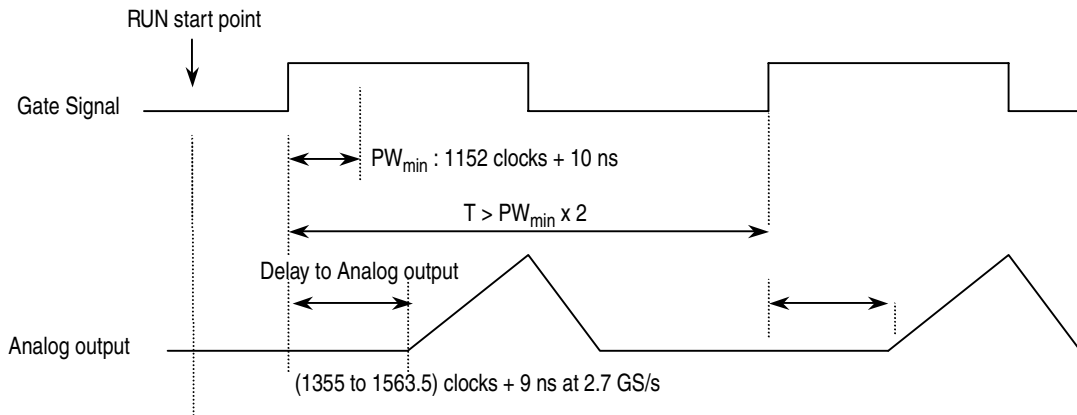 RUN start point
Gate Signal
PWmin : 1152 clocks + 10 ns
T > PWmin x 2
Delay to Analog output
Analog output
(1355 to 1563.5) clocks + 9 ns at 2.7 GS/s